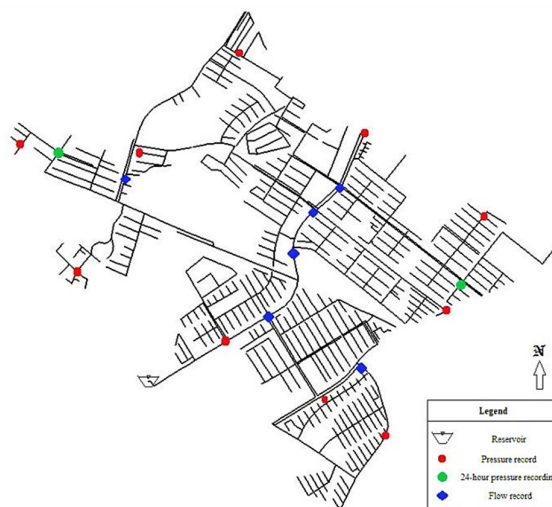 N
Legend
Reservoir
Pressure record
24-hour pressure recordin
Flow record